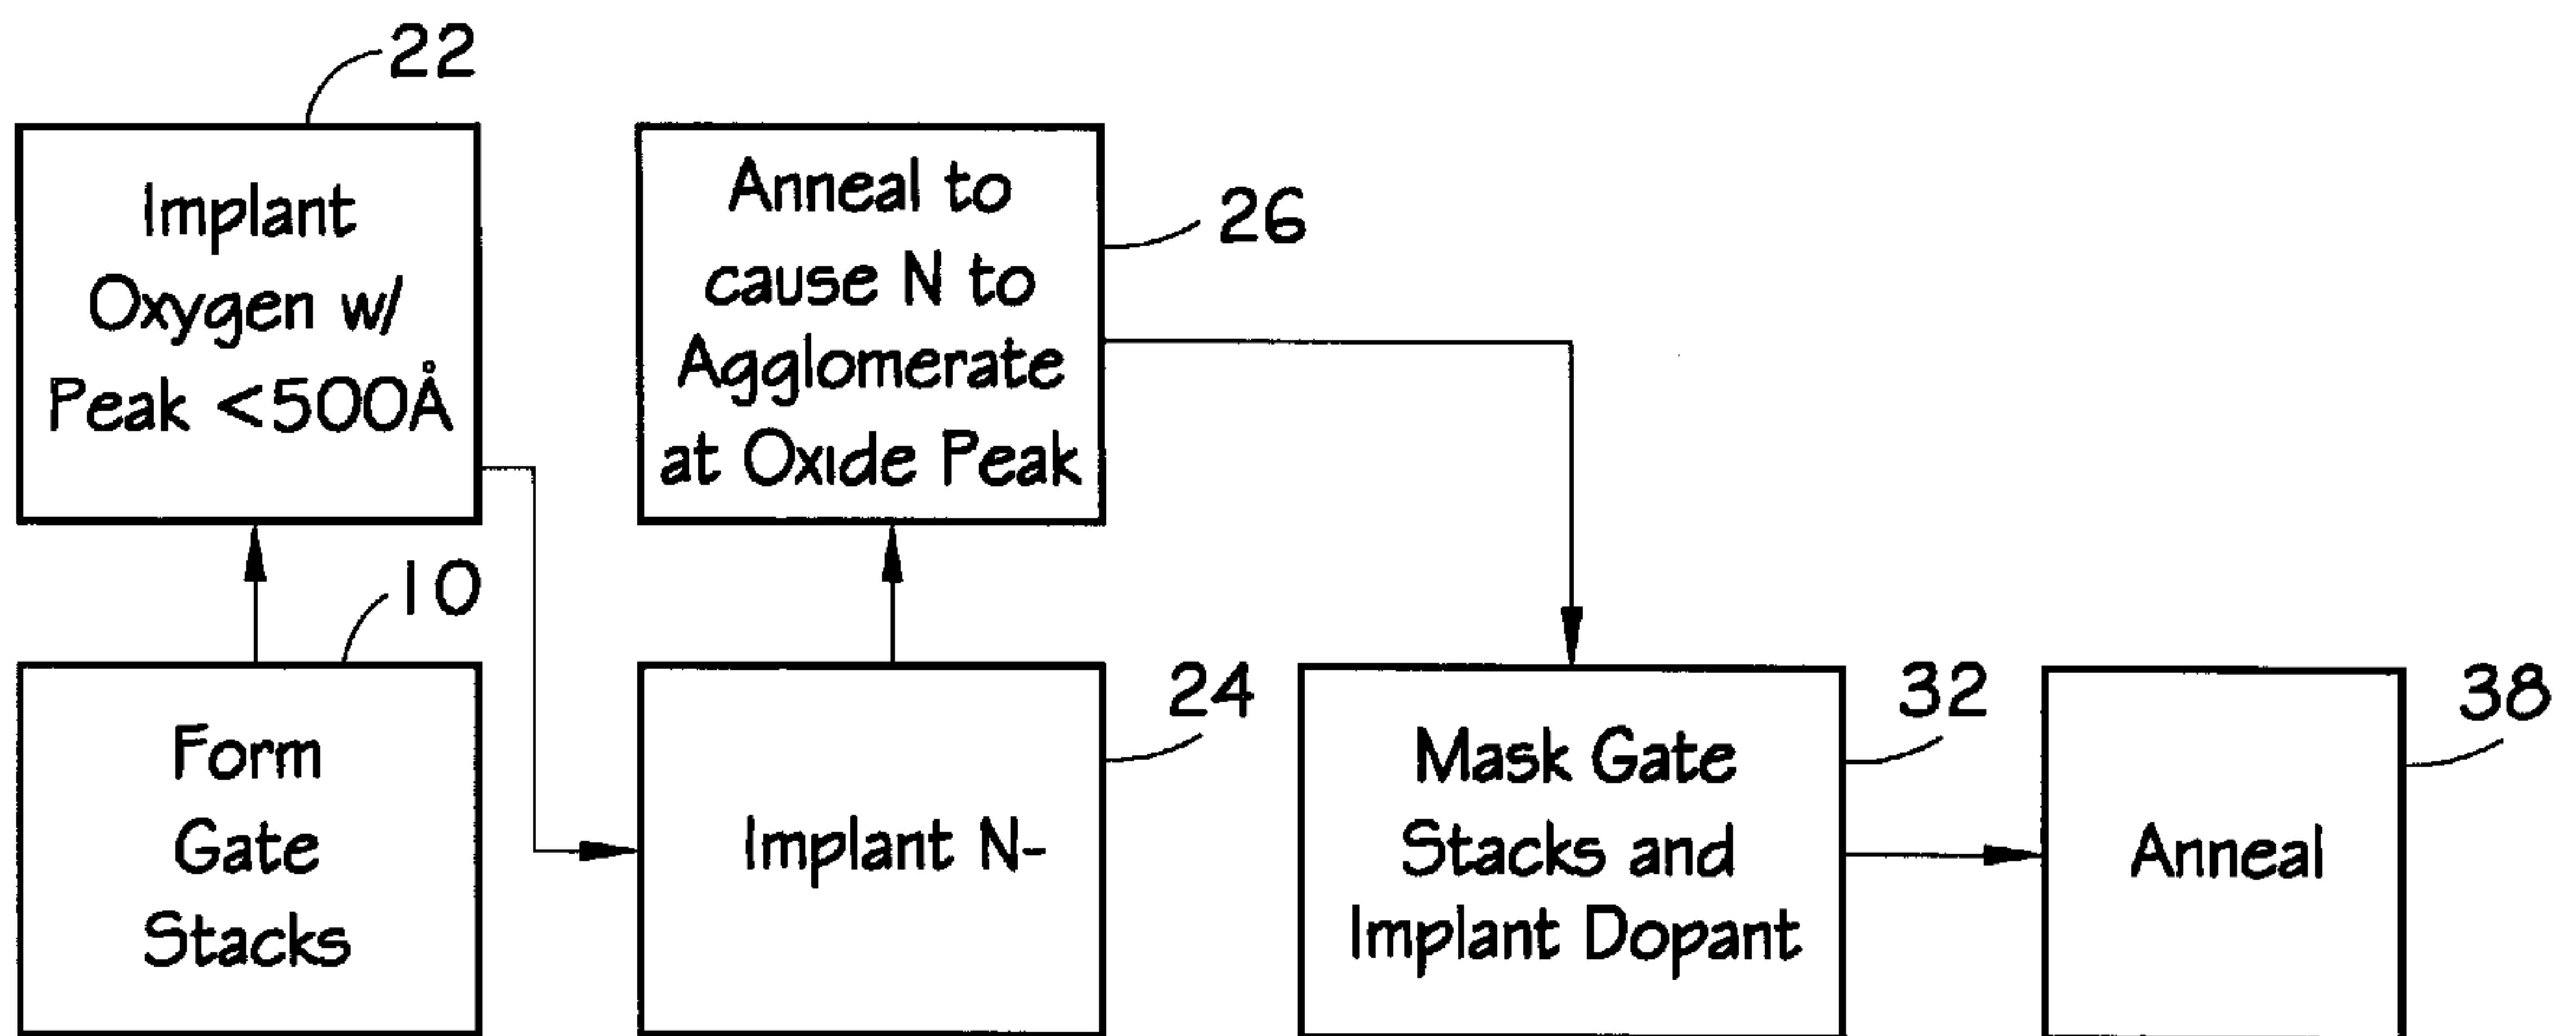 22
Implant
Oxygen w/
Peak <500Å
10
Form
Gate
Stacks
Anneal to
cause N to
Agglomerate
at Oxide Peak
26
24
Implant N-
32
Mask Gate
Stacks and
Implant Dopant
38
Anneal